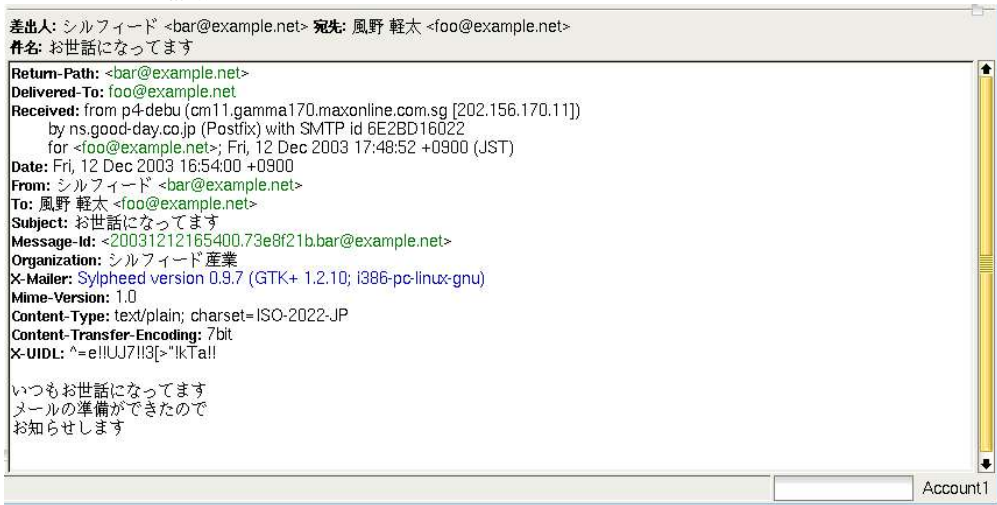 差出人: シルフィード <bar@example.net> 宛先: 風野 軽太 <foo@example.net>
件名: お世話になってます
Return-Path: <bar@example.net>
Delivered-To: foo@example.net
Received: from p4-debu (cm11.gamma170.maxonline.com.sg [202.156.170.11])
by ns.good-day.co.jp (Postfix) with SMTP id 6E2BD16022
for <foo@example.net>; Fri, 12 Dec 2003 17:48:52 +0900 (JST)
Date: Fri, 12 Dec 2003 16:54:00 +0900
From: シルフィード <bar@example.net>
To: 風野 軽太 <foo@example.net>
Subject: お世話になってます
Message-Id: <20031212165400.73e8f21b.bar@example.net>
Organization: シルフィード産業
X-Mailer: Sylpheed version 0.9.7 (GTK+ 1.2.10; i386-pc-linux-gnu)
Mime-Version: 1.0
Content-Type: text/plain; charset=ISO-2022-JP
Content-Transfer-Encoding: 7bit
X-UIDL: ^=e!!UJ7!!3[>"!kTa!!
いつもお世話になってます
メールの準備ができたので
お知らせします
Account1